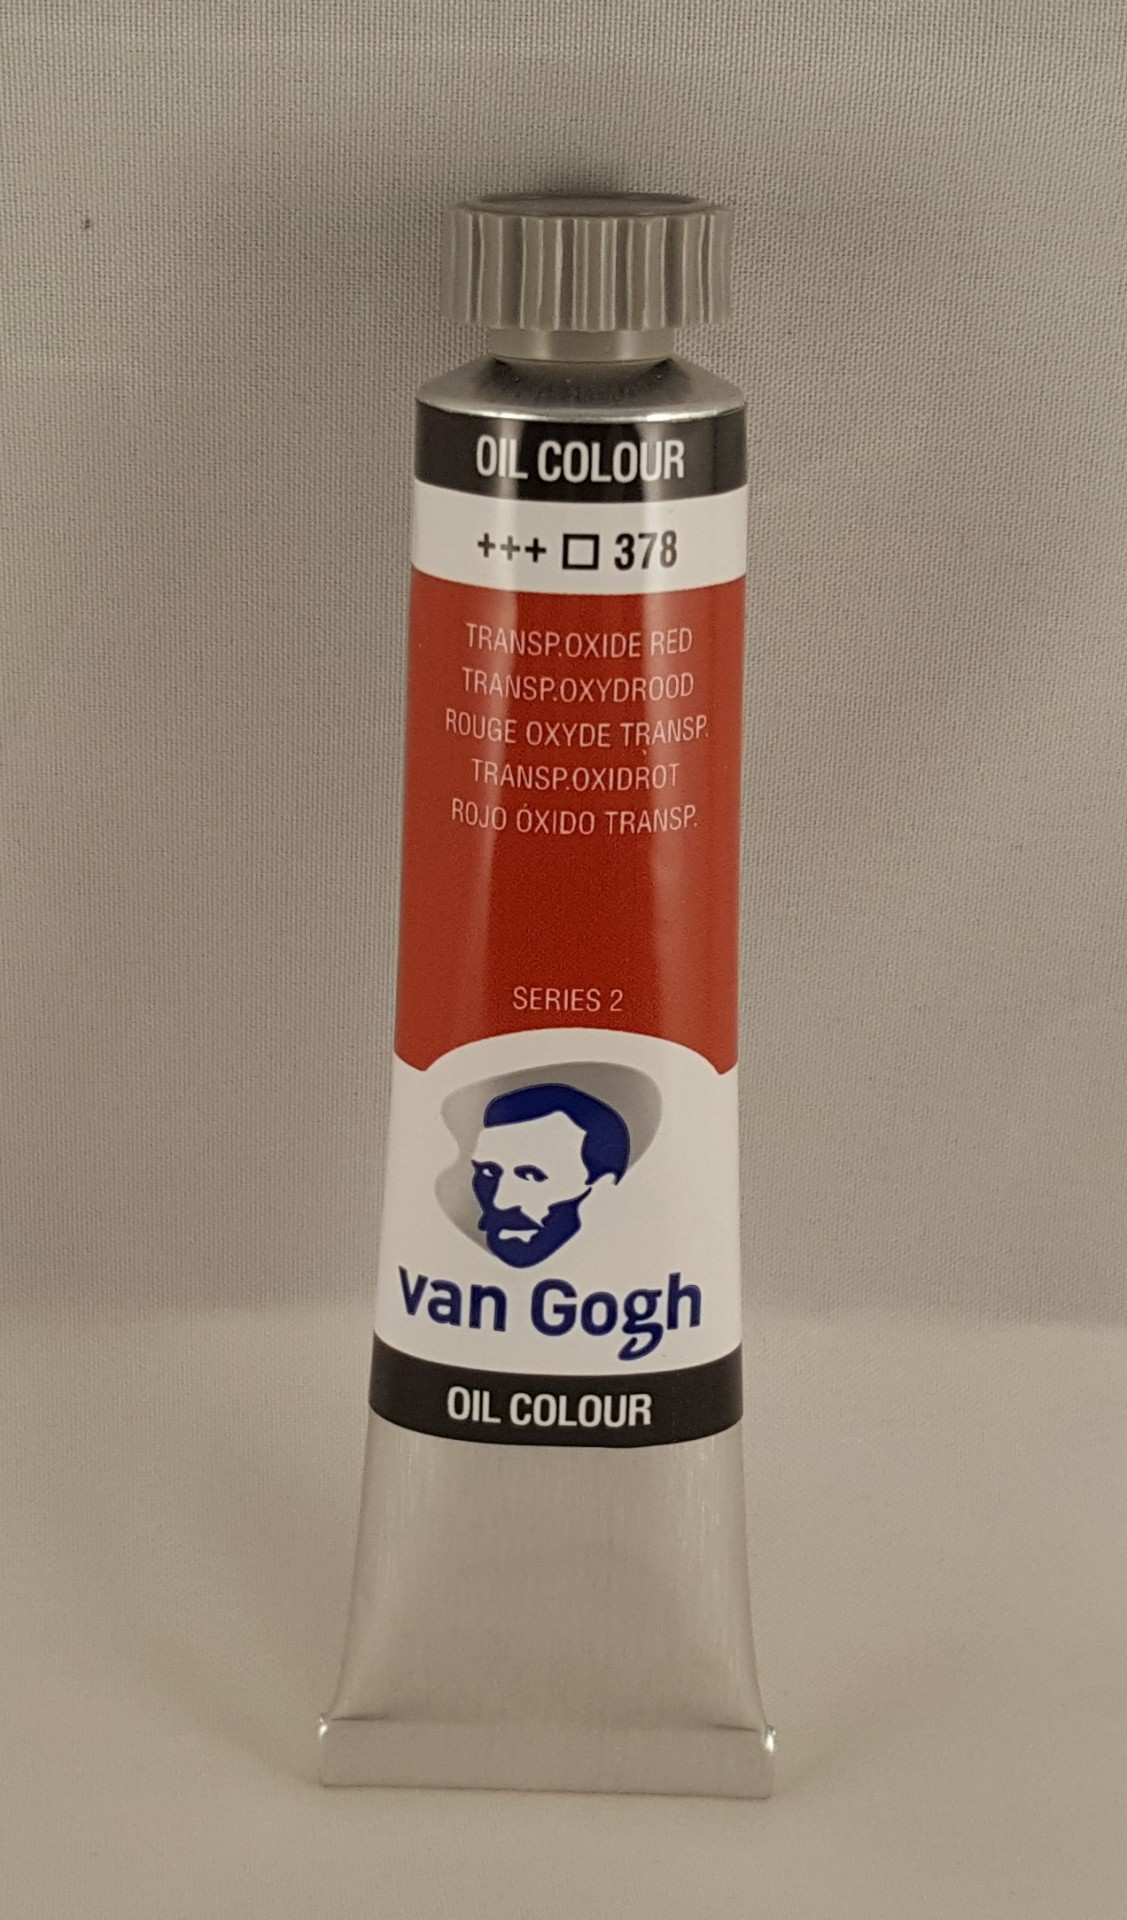 OIL COLOUR
+++ □ 378
TRANSP.OXIDE RED
TRANSP.OXYDROOD
ROUGE OXYDE TRANSP.
TRANSP.OXIDROT
ROJO ÓXIDO TRANSP.
SERIES 2
van Gogh
OIL COLOUR